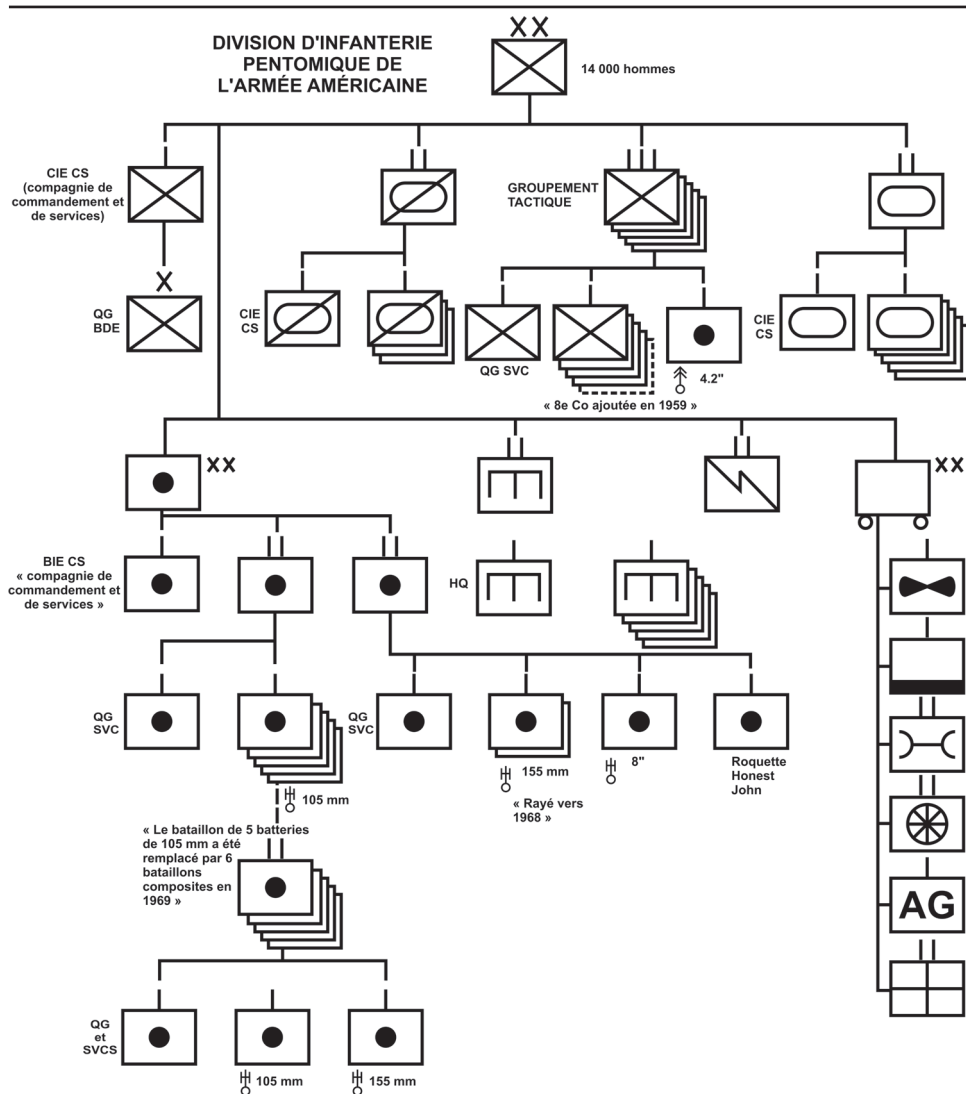 DIVISION D'INFANTERIE
PENTOMIQUE DE
L'ARMÉE AMÉRICAINE
14 000 hommes
CIE CS
(compagnie de
commandement et
de services)
GROUPEMENT
TACTIQUE
QG
BDE
CIE
CS
QG SVC
4.2"
CIE
CS
« 8e Co ajoutée en 1959 »
BIE CS
« compagnie de
commandement et
de services »
HQ
QG
SVC
105 mm
QG
SVC
155 mm
« Rayé vers
1968 »
8"
Roquette
Honest
John
« Le bataillon de 5 batteries
de 105 mm a été
remplacé par 6
bataillons
composites en
1969 »
AG
QG
et
SVCS
105 mm
155 mm